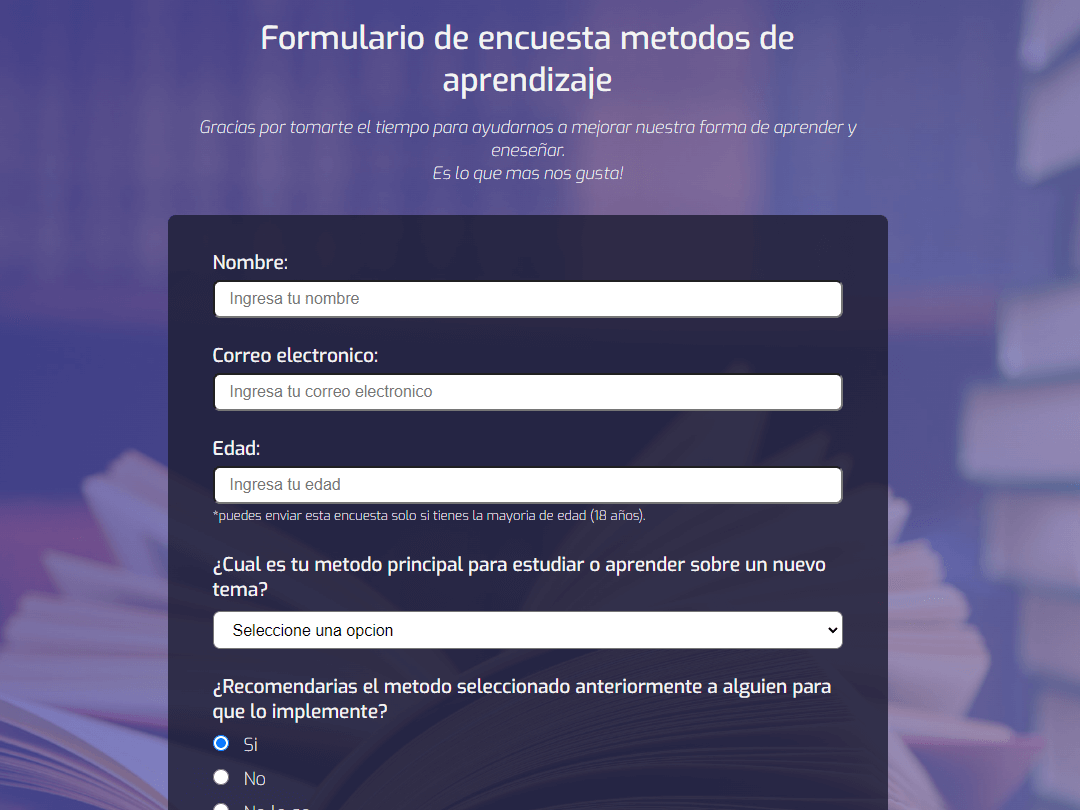 Formulario de encuesta metodos de
aprendizaje
Gracias por tomarte el tiempo para ayudarnos a mejorar nuestra forma de aprender y
eneseñar.
Es lo que mas nos gusta!
Nombre:
Ingresa tu nombre
Correo electronico:
Ingresa tu correo electronico
Edad:
Ingresa tu edad
*puedes enviar esta encuesta solo si tienes la mayoria de edad (18 años).
¿Cual es tu metodo principal para estudiar o aprender sobre un nuevo
tema?
Seleccione una opcion
¿Recomendarias el metodo seleccionado anteriormente a alguien para
que lo implemente?
Si
No